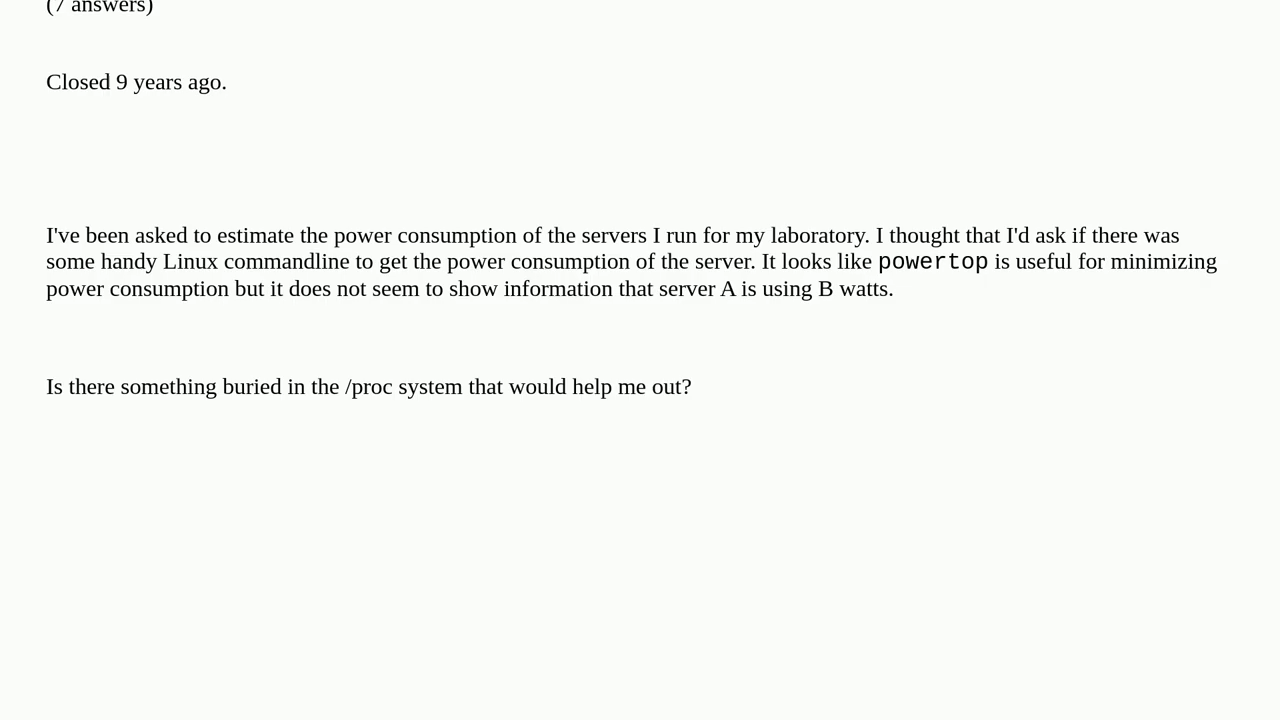 (7 answers)
Closed 9 years ago.
I've been asked to estimate the power consumption of the servers I run for my laboratory. I thought that I'd ask if there was
some handy Linux commandline to get the power consumption of the server. It looks like powertop is useful for minimizing
power consumption but it does not seem to show information that server A is using B watts.
Is there something buried in the /proc system that would help me out?